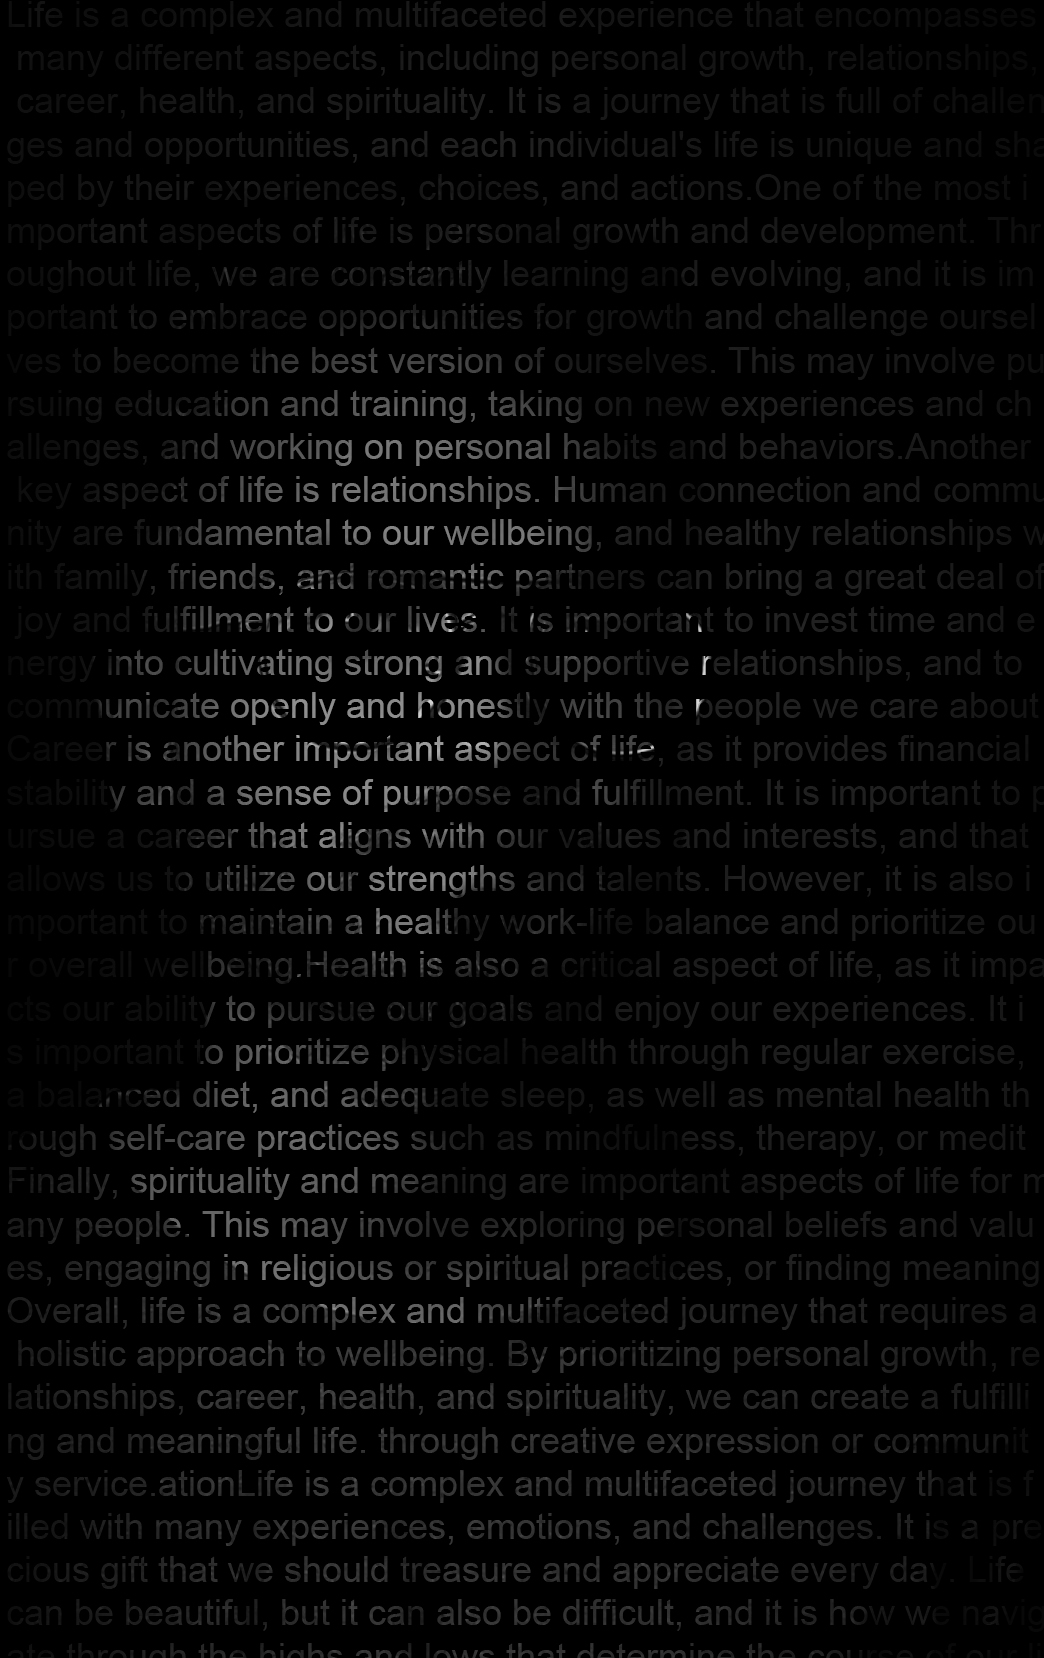 Life is a complex and multifaceted experience that encompasses
many different aspects, including personal growth, relationships,
career, health, and spirituality. It is a journey that is full of challen
ges and opportunities, and each individual's life is unique and sha
ped by their experiences, choices, and actions.One of the most i
mportant aspects of life is personal growth and development. Thr
oughout life, we are constantly learning and evolving, and it is im
portant to embrace opportunities for growth and challenge oursel
ves to become the best version of ourselves. This may involve pu
rsuing education and training, taking on new experiences and ch
allenges, and working on personal habits and behaviors.Another
key aspect of life is relationships. Human connection and commu
nity are fundamental to our wellbeing, and healthy relationships w
ith family, friends, and romantic partners can bring a great deal of
joy and fulfillment to our lives. It is important to invest time and e
nergy into cultivating strong and supportive relationships, and to
communicate openly and honestly with the people we care about
Career is another important aspect of life, as it provides financial
stability and a sense of purpose and fulfillment. It is important to p
ursue a career that aligns with our values and interests, and that
allows us to utilize our strengths and talents. However, it is also i
mportant to maintain a healthy work-life balance and prioritize ou
r overall wellbeing.Health is also a critical aspect of life, as it impa
cts our ability to pursue our goals and enjoy our experiences. It i
s important to prioritize physical health through regular exercise,
a balanced diet, and adequate sleep, as well as mental health th
rough self-care practices such as mindfulness, therapy, or medit
Finally, spirituality and meaning are important aspects of life for m
any people. This may involve exploring personal beliefs and valu
es, engaging in religious or spiritual practices, or finding meaning
Overall, life is a complex and multifaceted journey that requires a
holistic approach to wellbeing. By prioritizing personal growth, re
lationships, career, health, and spirituality, we can create a fulfilli
ng and meaningful life. through creative expression or communit
y service.ationLife is a complex and multifaceted journey that is f
illed with many experiences, emotions, and challenges. It is a pre
cious gift that we should treasure and appreciate every day. Life
can be beautiful, but it can also be difficult, and it is how we navig
ate through the highs and lows that determine the course of our l